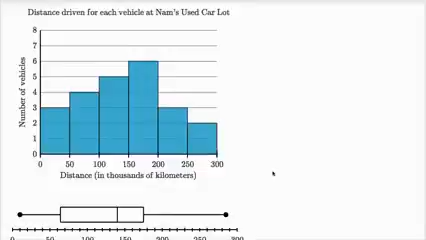 Distance driven for each vehicle at Nam's Used Car Lot
8
7
6
5
4
3
2
1
0
Number of vehicles
0 50 100 150 200 250 300
Distance (in thousands of kilometers)
0 50 100 150 200 250 300